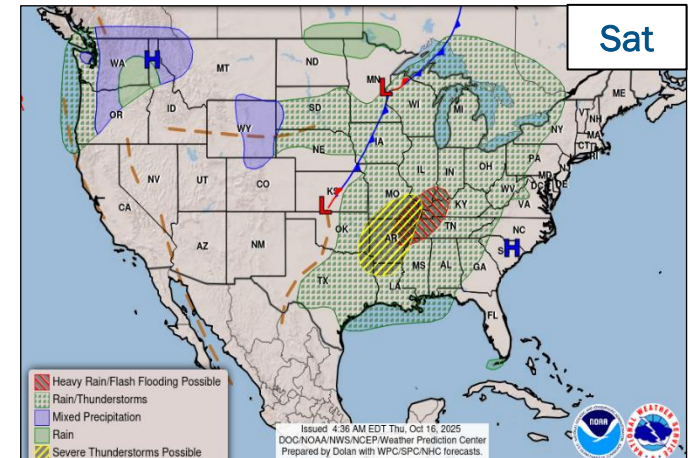 Sat
WA
MT
ND
MN
ME
OR
ID
SD
WI
MI
VT
NH
NY
MA
CT
RI
WY
NE
IA
PA
NV
UT
CO
KS
MO
IL
IN
OH
WV
MD
DE
DC
VA
KY
CA
AZ
NM
OK
AR
TN
NC
TX
LA
MS
AL
GA
FL
H
L
L
H
Heavy Rain/Flash Flooding Possible
Rain/Thunderstorms
Mixed Precipitation
Rain
Severe Thunderstorms Possible
Issued 4:36 AM EDT Thu, Oct 16, 2025
DOC/NOAA/NWS/NCEP/Weather Prediction Center
Prepared by Dolan with WPC/SPC/NHC forecasts.
NOAA
NATIONAL WEATHER SERVICE